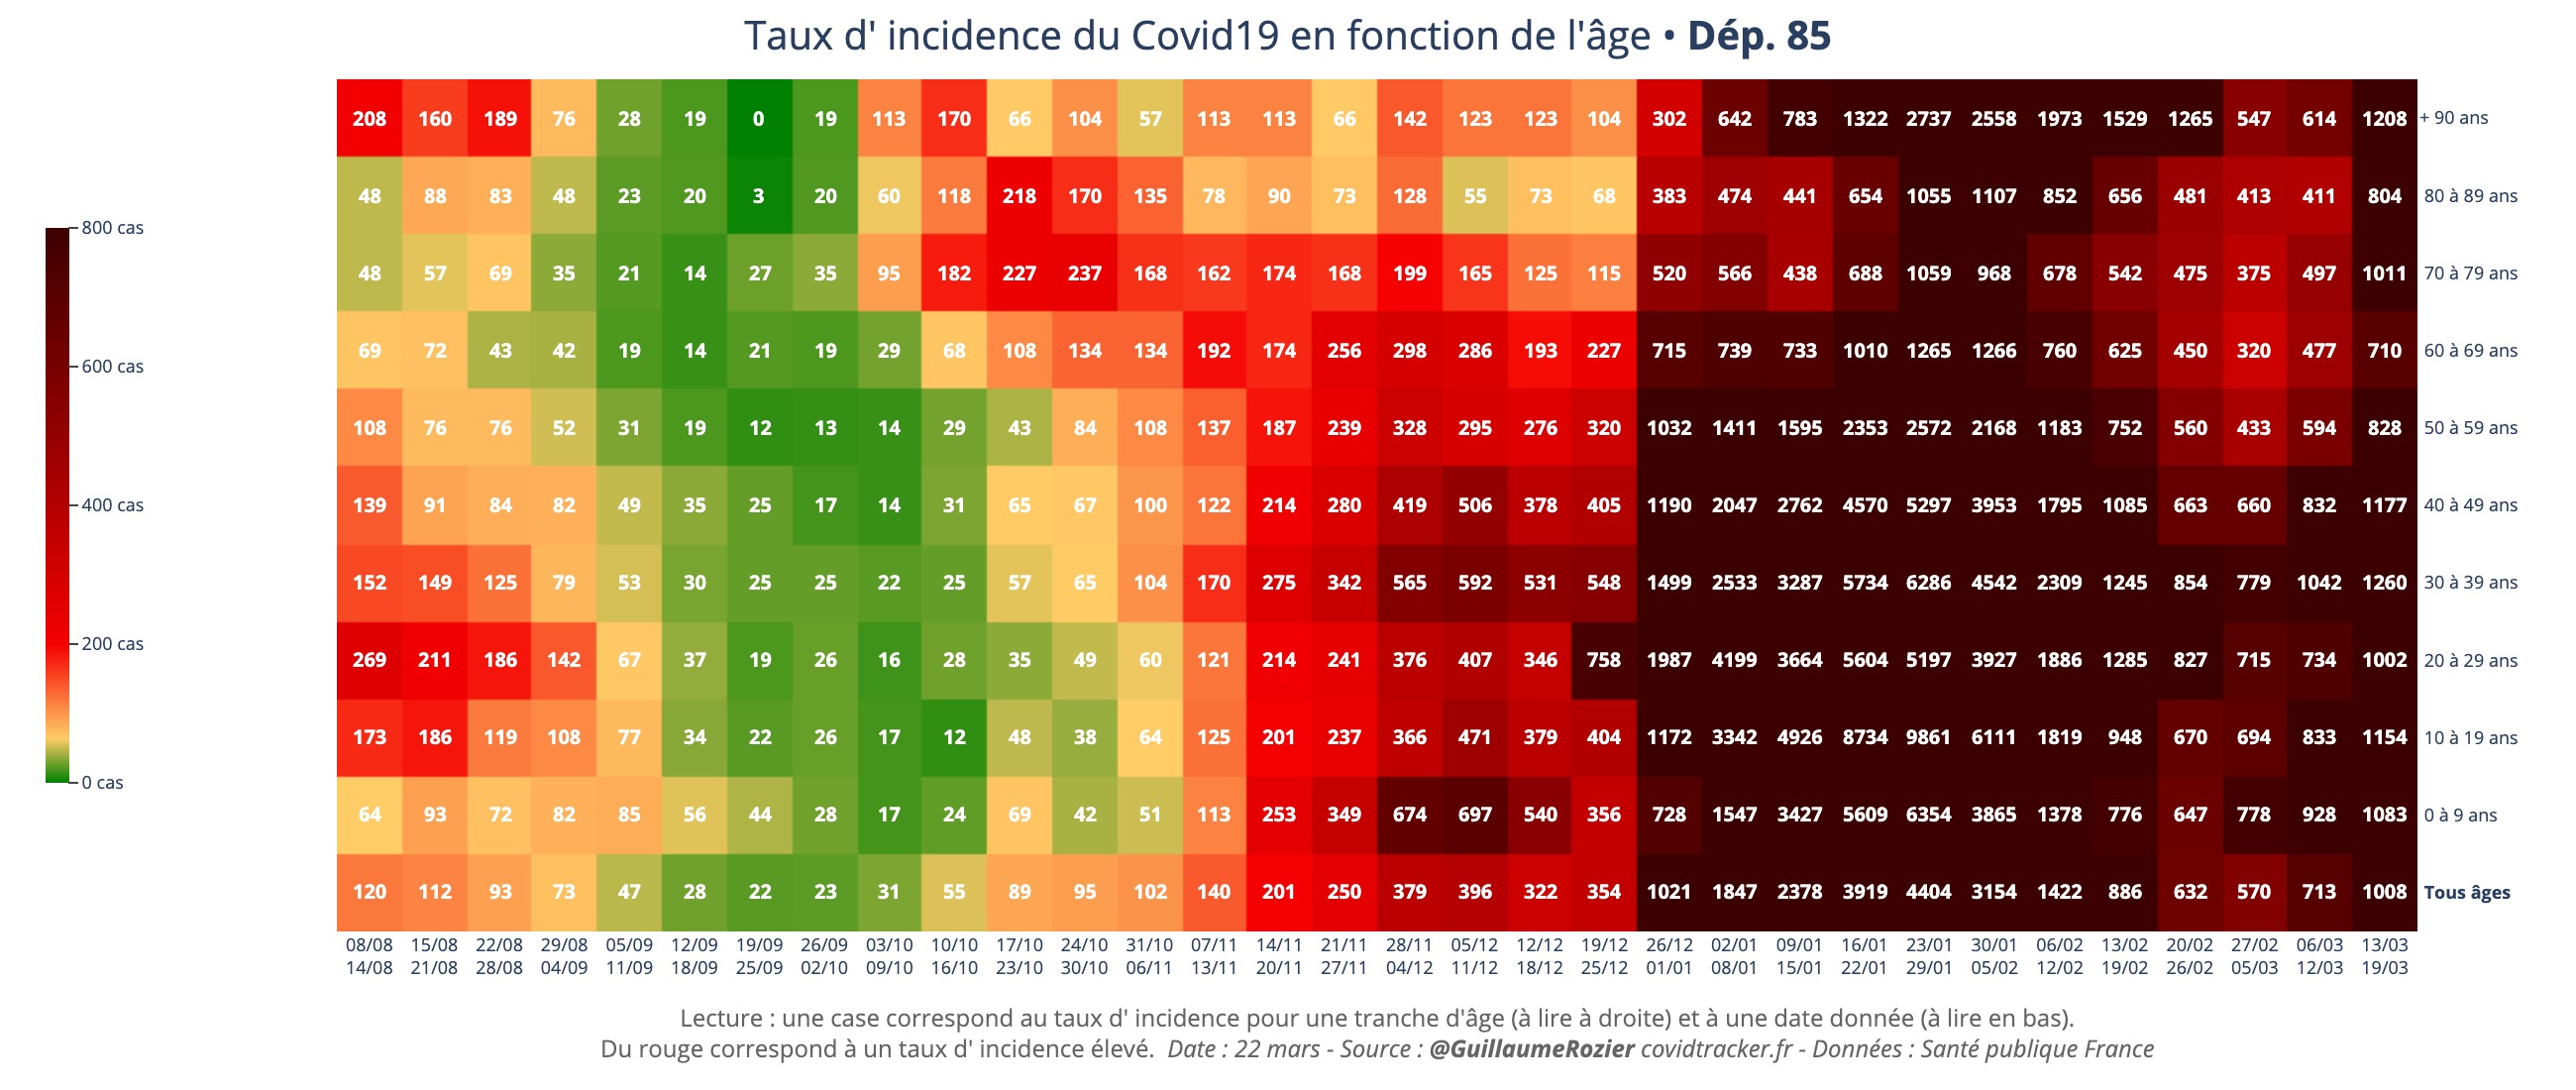 Taux d' incidence du Covid19 en fonction de l'âge • Dép. 85
208 160 189 76 28 19 0 19 113 170 66 104 57 113 113 66 142 123 123 104 302 642 783 1322 2737 2558 1973 1529 1265 547 614 1208 + 90 ans
48 88 83 48 23 20 3 20 60 118 218 170 135 78 90 73 128 55 73 68 383 474 441 654 1055 1107 852 656 481 413 411 804 80 à 89 ans
800 cas
48 57 69 35 21 14 27 35 95 182 227 237 168 162 174 168 199 165 125 115 520 566 438 688 1059 968 678 542 475 375 497 1011 70 à 79 ans
69 72 43 42 19 14 21 19 29 68 108 134 134 192 174 256 298 286 193 227 715 739 733 1010 1265 1266 760 625 450 320 477 710 60 à 69 ans
600 cas
108 76 76 52 31 19 12 13 14 29 43 84 108 137 187 239 328 295 276 320 1032 1411 1595 2353 2572 2168 1183 752 560 433 594 828 50 à 59 ans
400 cas
139 91 84 82 49 35 25 17 14 31 65 67 100 122 214 280 419 506 378 405 1190 2047 2762 4570 5297 3953 1795 1085 663 660 832 1177 40 à 49 ans
152 149 125 79 53 30 25 25 22 25 57 65 104 170 275 342 565 592 531 548 1499 2533 3287 5734 6286 4542 2309 1245 854 779 1042 1260 30 à 39 ans
200 cas
269 211 186 142 67 37 19 26 16 28 35 49 60 121 214 241 376 407 346 758 1987 4199 3664 5604 5197 3927 1886 1285 827 715 734 1002 20 à 29 ans
173 186 119 108 77 34 22 26 17 12 48 38 64 125 201 237 366 471 379 404 1172 3342 4926 8734 9861 6111 1819 948 670 694 833 1154 10 à 19 ans
0 cas
64 93 72 82 85 56 44 28 17 24 69 42 51 113 253 349 674 697 540 356 728 1547 3427 5609 6354 3865 1378 776 647 778 928 1083 0 à 9 ans
120 112 93 73 47 28 22 23 31 55 89 95 102 140 201 250 379 396 322 354 1021 1847 2378 3919 4404 3154 1422 886 632 570 713 1008 Tous âges
08/08 15/08 22/08 29/08 05/09 12/09 19/09 26/09 03/10 10/10 17/10 24/10 31/10 07/11 14/11 21/11 28/11 05/12 12/12 19/12 26/12 02/01 09/01 16/01 23/01 30/01 06/02 13/02 20/02 27/02 06/03 13/03
14/08 21/08 28/08 04/09 11/09 18/09 25/09 02/10 09/10 16/10 23/10 30/10 06/11 13/11 20/11 27/11 04/12 11/12 18/12 25/12 01/01 08/01 15/01 22/01 29/01 05/02 12/02 19/02 26/02 05/03 12/03 19/03
Lecture : une case correspond au taux d' incidence pour une tranche d'âge (à lire à droite) et à une date donnée (à lire en bas).
Du rouge correspond à un taux d' incidence élevé. Date : 22 mars - Source : @GuillaumeRozier covidtracker.fr - Données : Santé publique France